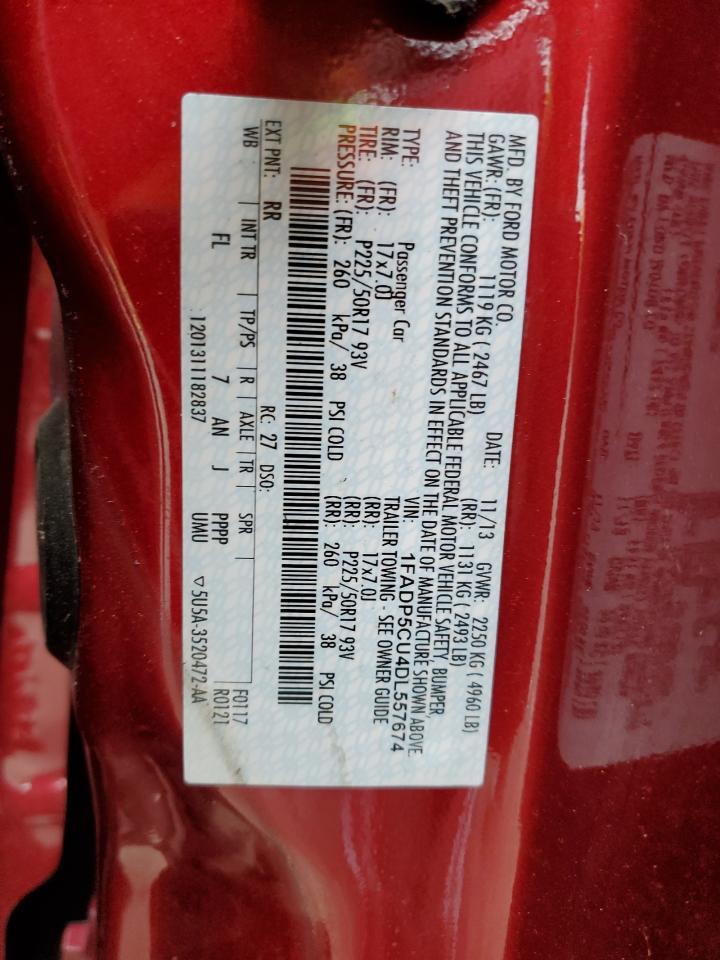 MFD. BY FORD MOTOR CO. DATE: 11/13 GVWR: 2250 KG ( 4960 LB)
GAWR: (FR): 1119 KG ( 2467 LB) (RR): 1131 KG ( 2493 LB)
THIS VEHICLE CONFORMS TO ALL APPLICABLE FEDERAL MOTOR VEHICLE SAFETY, BUMPER,
AND THEFT PREVENTION STANDARDS IN EFFECT ON THE DATE OF MANUFACTURE SHOWN ABOVE.
VIN: 1FADP5CU4DL557674
TYPE: Passenger Car TRAILER TOWING - SEE OWNER GUIDE
RIM: (FR): 17x7.0J (RR): 17x7.0J
TIRE: (FR): P225/50R17 93V (RR): P225/50R17 93V
PRESSURE: (FR): 260 kPa/ 38 PSI COLD (RR): 260 kPa/ 38 PSI COLD
EXT PNT: RR RC: 27 DSO:
WB INT TR TP/PS R AXLE TR SPR F0117
FL 7 AN J PPPP R0121
1201311182837 UMU ▽5U5A-3520472-AA